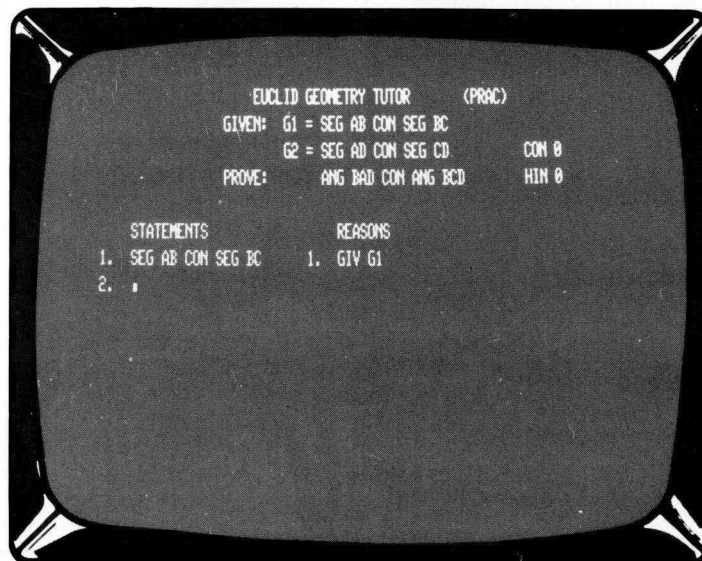 EUCLID GEOMETRY TUTOR (PRAC)
GIVEN: G1 = SEG AB CON SEG BC
G2 = SEG AD CON SEG CD CON 0
PROVE: ANG BAD CON ANG BCD HIN 0
STATEMENTS REASONS
1. SEG AB CON SEG BC 1. GIV G1
2.